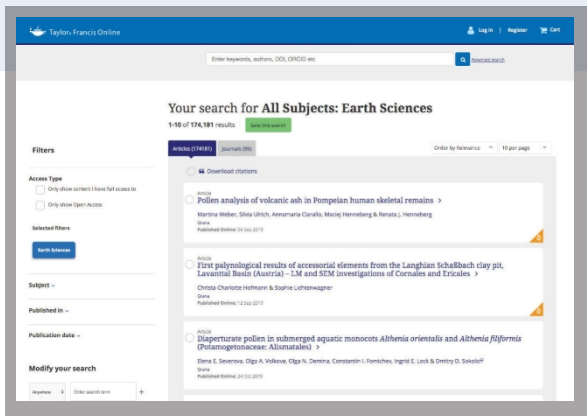 Taylor & Francis Online
Log in | Register Cart
Enter keywords, authors, DOI, ORCID etc
Advanced search
Your search for All Subjects: Earth Sciences
1-10 of 174,181 results Save this search
Filters
Articles (174181) Journals (99) Order by Relevance 10 per page
Download citations
Access Type
Only show content I have full access to
Only show Open Access
Selected filters
Earth Sciences
Subject
Published in
Publication date
Modify your search
Anywhere Enter search term +
Article
Pollen analysis of volcanic ash in Pompeian human skeletal remains >
Martina Weber, Silvia Ulrich, Annamaria Ciarallo, Maciej Henneberg & Renata J. Henneberg
Grana
Published Online: 06 Sep 2019
Article
First palynological results of accessorial elements from the Langhian Schaßbach clay pit,
Lavanttal Basin (Austria) – LM and SEM investigations of Cornales and Ericales >
Christa-Charlotte Hofmann & Sophie Lichtenwagner
Grana
Published Online: 12 Sep 2019
Article
Diaperturate pollen in submerged aquatic monocots Althenia orientalis and Althenia filiformis
(Potamogetonaceae: Alismatales) >
Elena E. Severova, Olga A. Volkova, Olga N. Demina, Constantin I. Fomichev, Ingrid E. Lock & Dmitry D. Sokoloff
Grana
Published Online: 24 Oct 2019